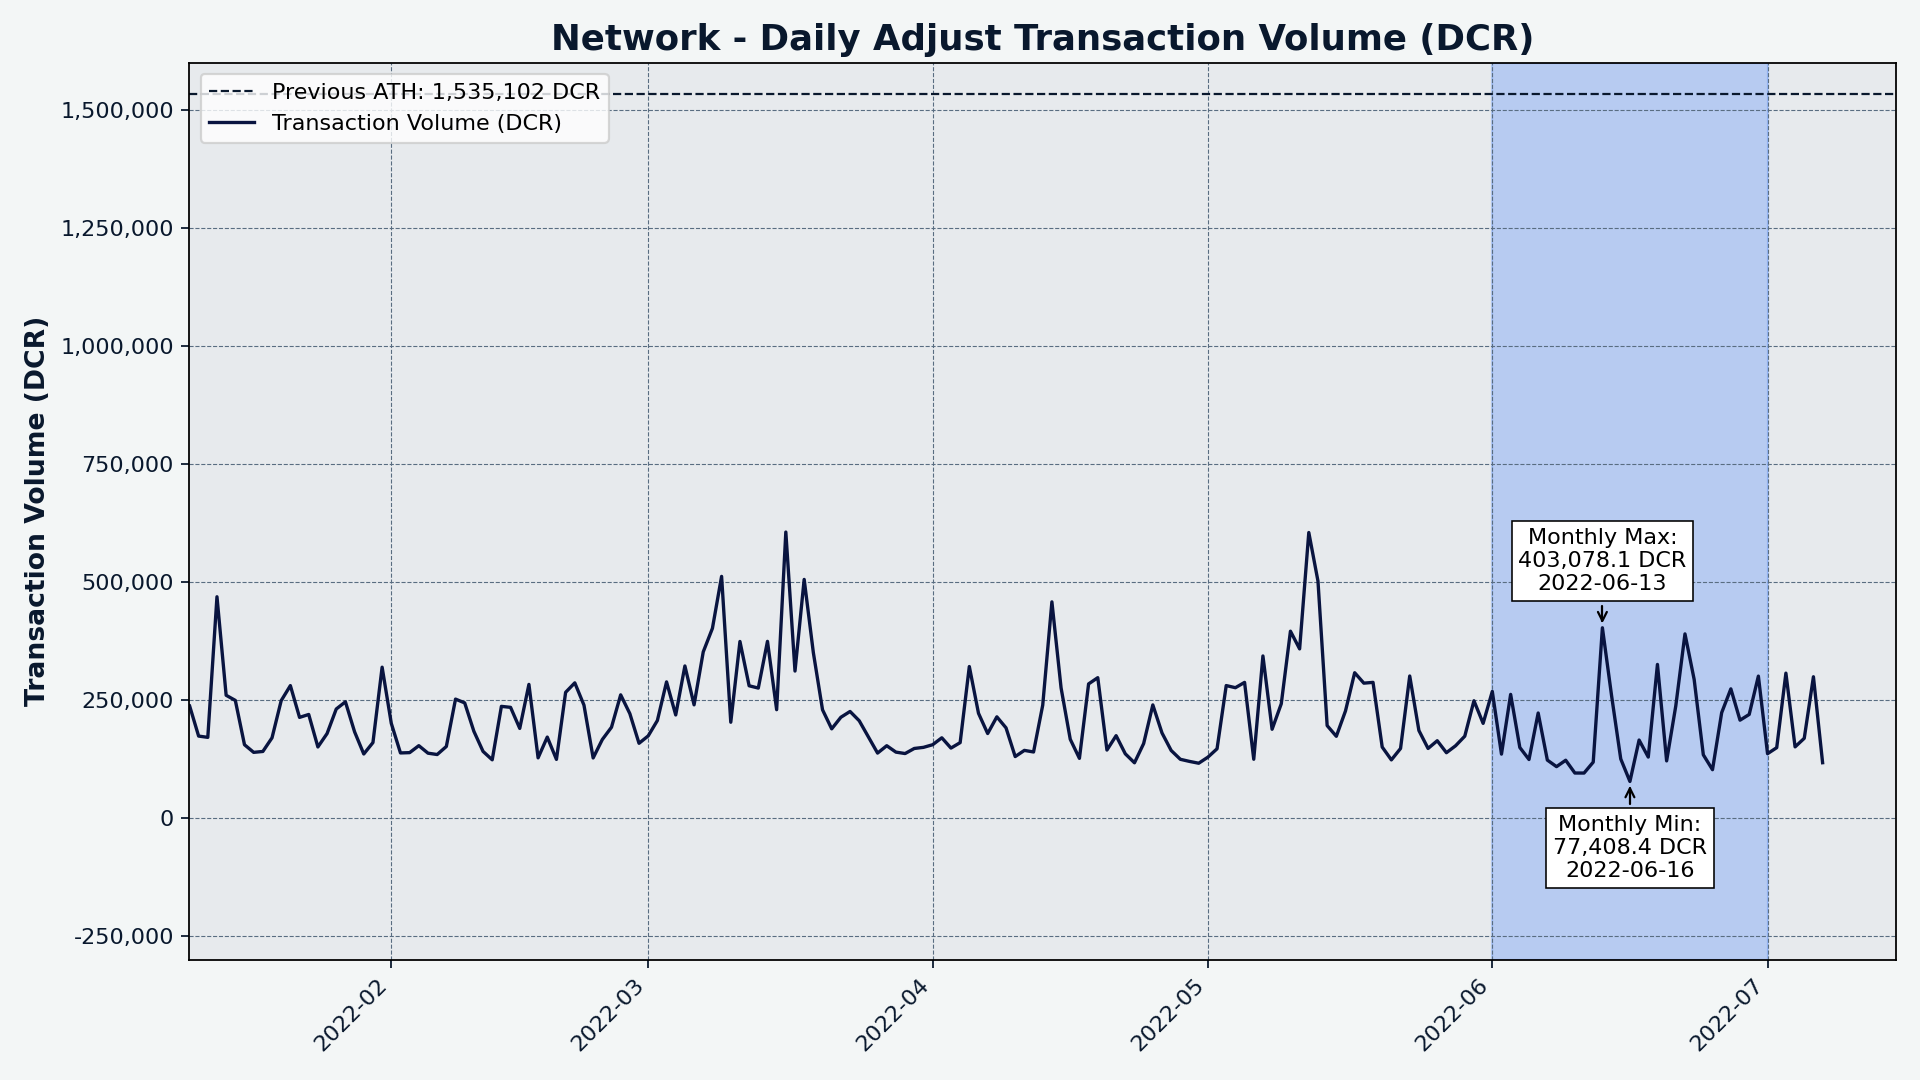 Network - Daily Adjust Transaction Volume (DCR)
Previous ATH: 1,535,102 DCR
Transaction Volume (DCR)
Transaction Volume (DCR)
1,500,000
1,250,000
1,000,000
750,000
500,000
250,000
0
-250,000
Monthly Max:
403,078.1 DCR
2022-06-13
Monthly Min:
77,408.4 DCR
2022-06-16
2022-02
2022-03
2022-04
2022-05
2022-06
2022-07